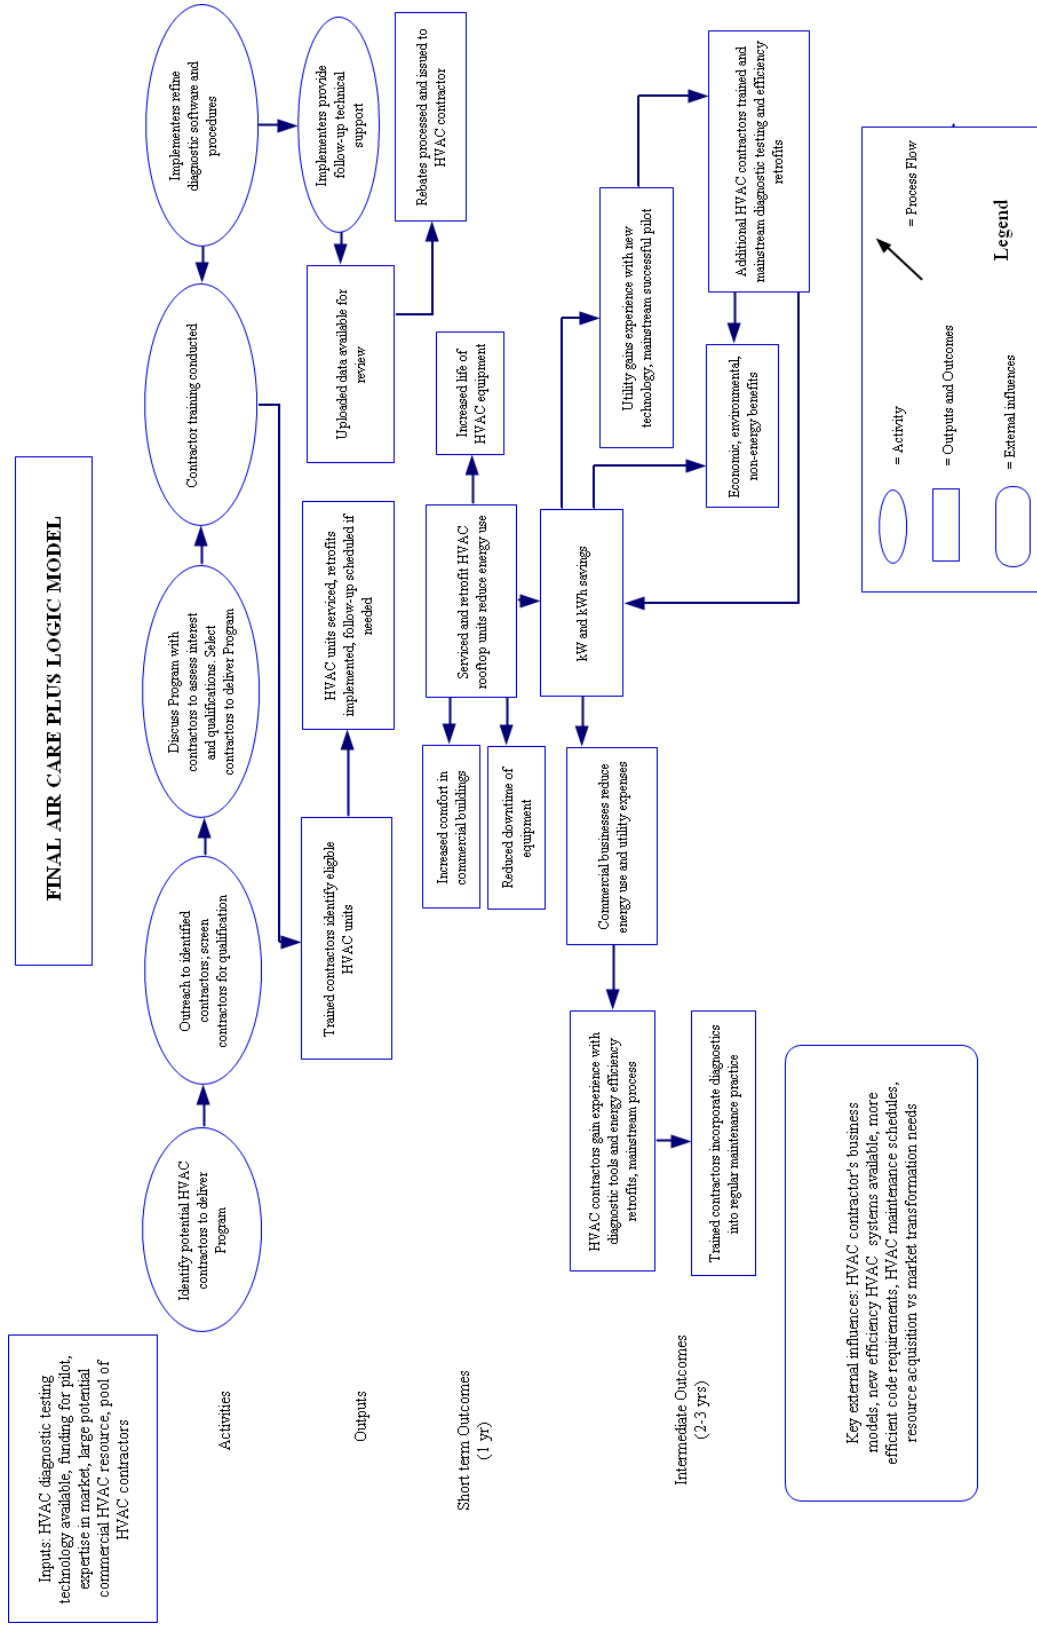 FINAL AIR CARE PLUS LOGIC MODEL
Inputs: HVAC diagnostic testing
technology available, funding for pilot,
expertise in market, large potential
commercial HVAC resource, pool of
HVAC contractors
Activities
Identify potential HVAC
contractors to deliver
Program
Outreach to identified
contractors; screen
contractors for qualification
Discuss Program with
contractors to assess interest
and qualifications. Select
contractors to deliver Program
Contractor training conducted
Implementers refine
diagnostic software and
procedures
Outputs
Trained contractors identify eligible
HVAC units
HVAC units serviced, retrofits
implemented, follow-up scheduled if
needed
Uploaded data available for
review
Implementers provide
follow-up technical
support
Rebates processed and issued to
HVAC contractor
Short term Outcomes
(1 yr)
Increased comfort in
commercial buildings
Reduced downtime of
equipment
Serviced and retrofit HVAC
rooftop units reduce energy use
Increased life of
HVAC equipment
kW and kWh savings
Commercial businesses reduce
energy use and utility expenses
Intermediate Outcomes
(2-3 yrs)
HVAC contractors gain experience with
diagnostic tools and energy efficiency
retrofits, mainstream process
Trained contractors incorporate diagnostics
into regular maintenance practice
Utility gains experience with new
technology, mainstream successful pilot
Economic, environmental,
non-energy benefits
Additional HVAC contractors trained and
mainstream diagnostic testing and efficiency
retrofits
Key external influences: HVAC contractor's business
models, new efficiency HVAC systems available, more
efficient code requirements, HVAC maintenance schedules,
resource acquisition vs market transformation needs
= Activity
= Process Flow
= Outputs and Outcomes
= External influences
Legend